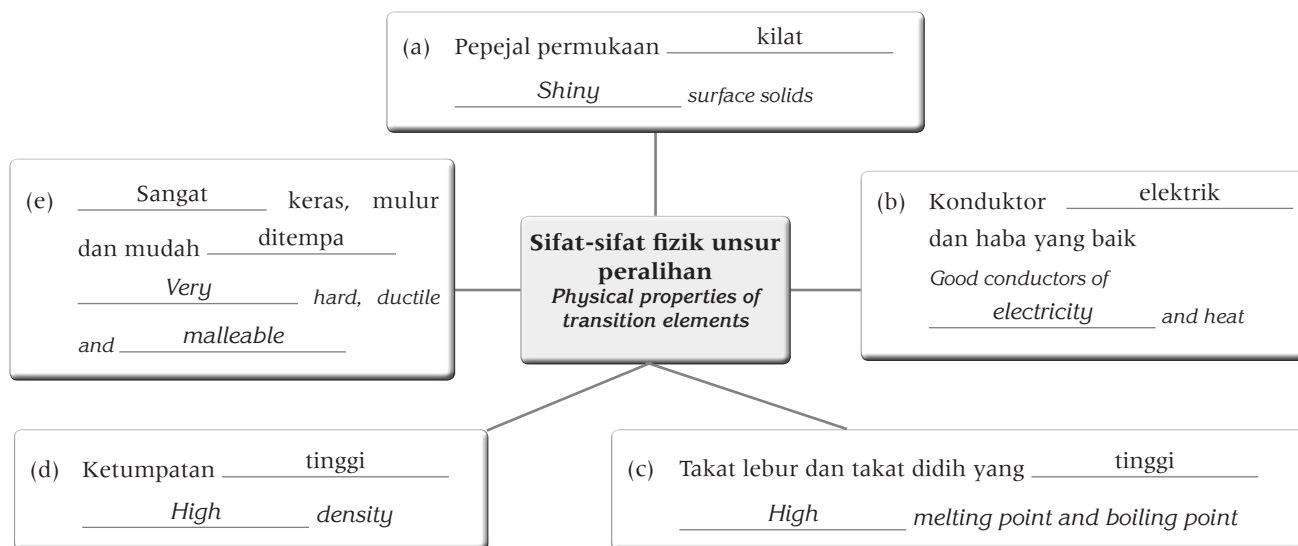 (a) Pepejal permukaan kilat
Shiny surface solids
(e) Sangat keras, mulur
dan mudah ditempa
Very hard, ductile
and malleable
Sifat-sifat fizik unsur
peralihan
Physical properties of
transition elements
(b) Konduktor elektrik
dan haba yang baik
Good conductors of
electricity and heat
(d) Ketumpatan tinggi
High density
(c) Takat lebur dan takat didih yang tinggi
High melting point and boiling point